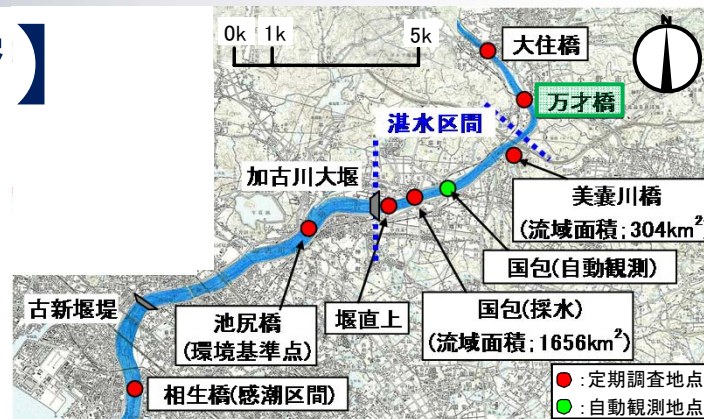 】
0k 1k 5k
N
大住橋
万才橋
湛水区間
加古川大堰
美嚢川橋
(流域面積;304km²)
国包(自動観測)
古新堰堤
池尻橋
(環境基準点)
堰直上
国包(採水)
(流域面積;1656km²)
相生橋(感潮区間)
:定期調査地点
:自動観測地点